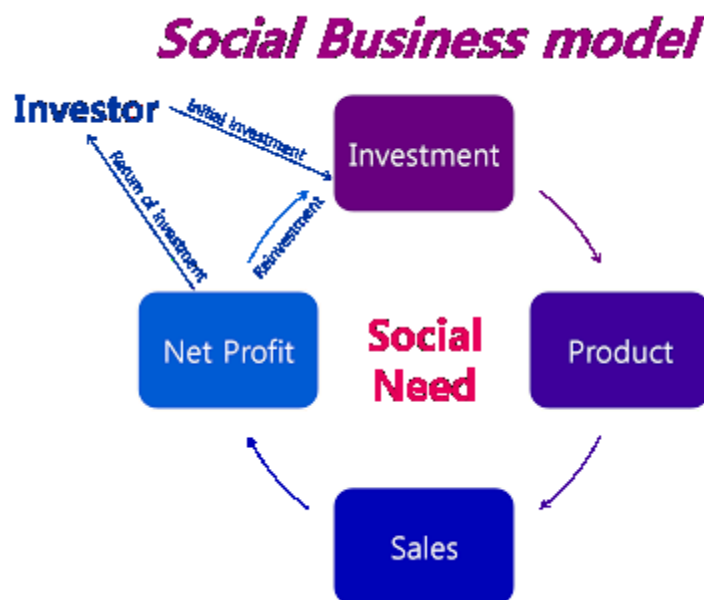 Social Business model
Investor
Initial investment
Investment
Return of investment
Reinvestment
Net Profit
Social
Need
Product
Sales